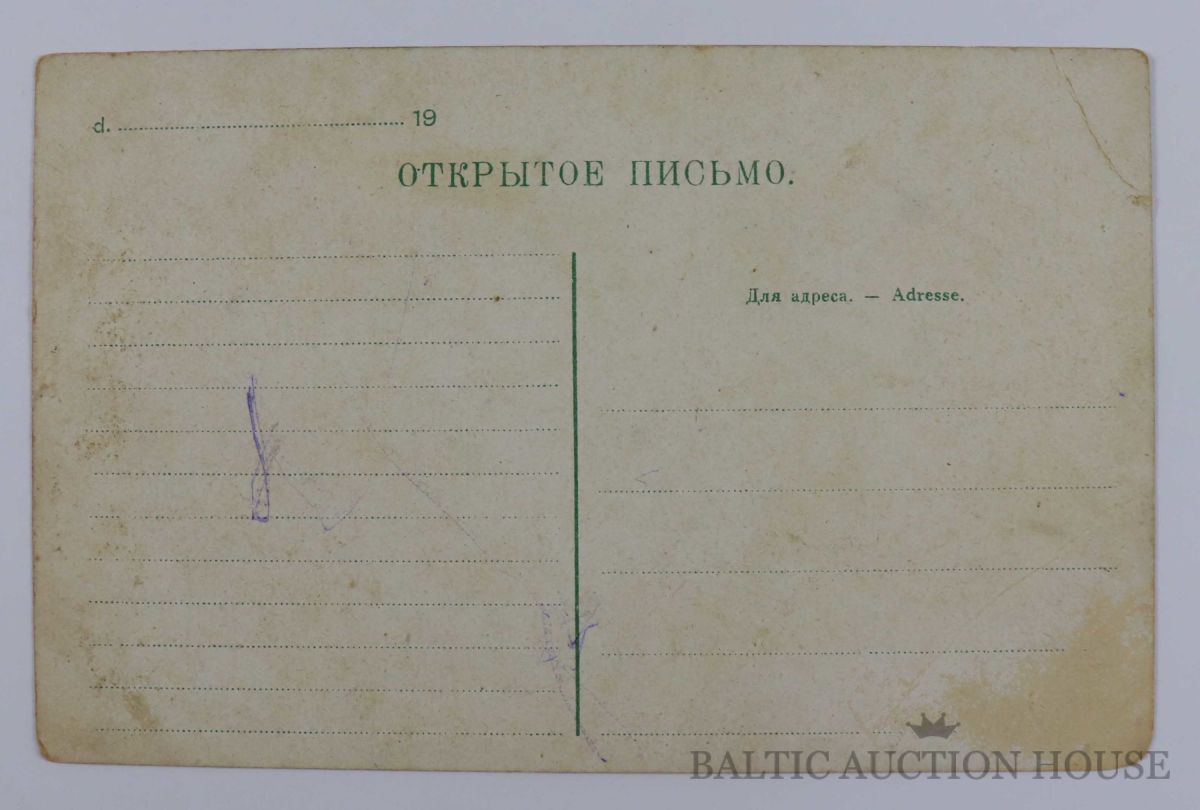 d. ................................ 19
ОТКРЫТОЕ ПИСЬМО.
Для адреса. — Adresse.
BALTIC AUCTION HOUSE